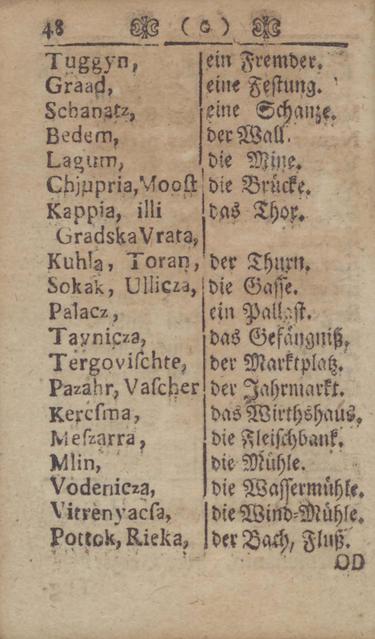 48 ( o )
Tuggyn, ein Fremder.
Graad, eine Festung.
Schanatz, eine Schanze.
Bedem, der Wall.
Lagum, die Mine.
Chjupria, Moost die Brücke.
Kappia, illi das Thor.
Gradska Vrata,
Kuhla, Toran, der Thurn.
Sokak, Ullicza, die Gasse.
Palacz, ein Pallast.
Taynicza, das Gefängniß.
Tergovischte, der Marktplatz.
Pazahr, Vascher der Jahrmarkt.
Kercsma, das Wirthshaus,
Meszarra, die Fleischbank.
Mlin, die Mühle.
Vodenicza, die Wassermühle.
Vitrenyacsa, die Wind-Mühle.
Pottok, Rieka, der Bach, Fluß.
OD